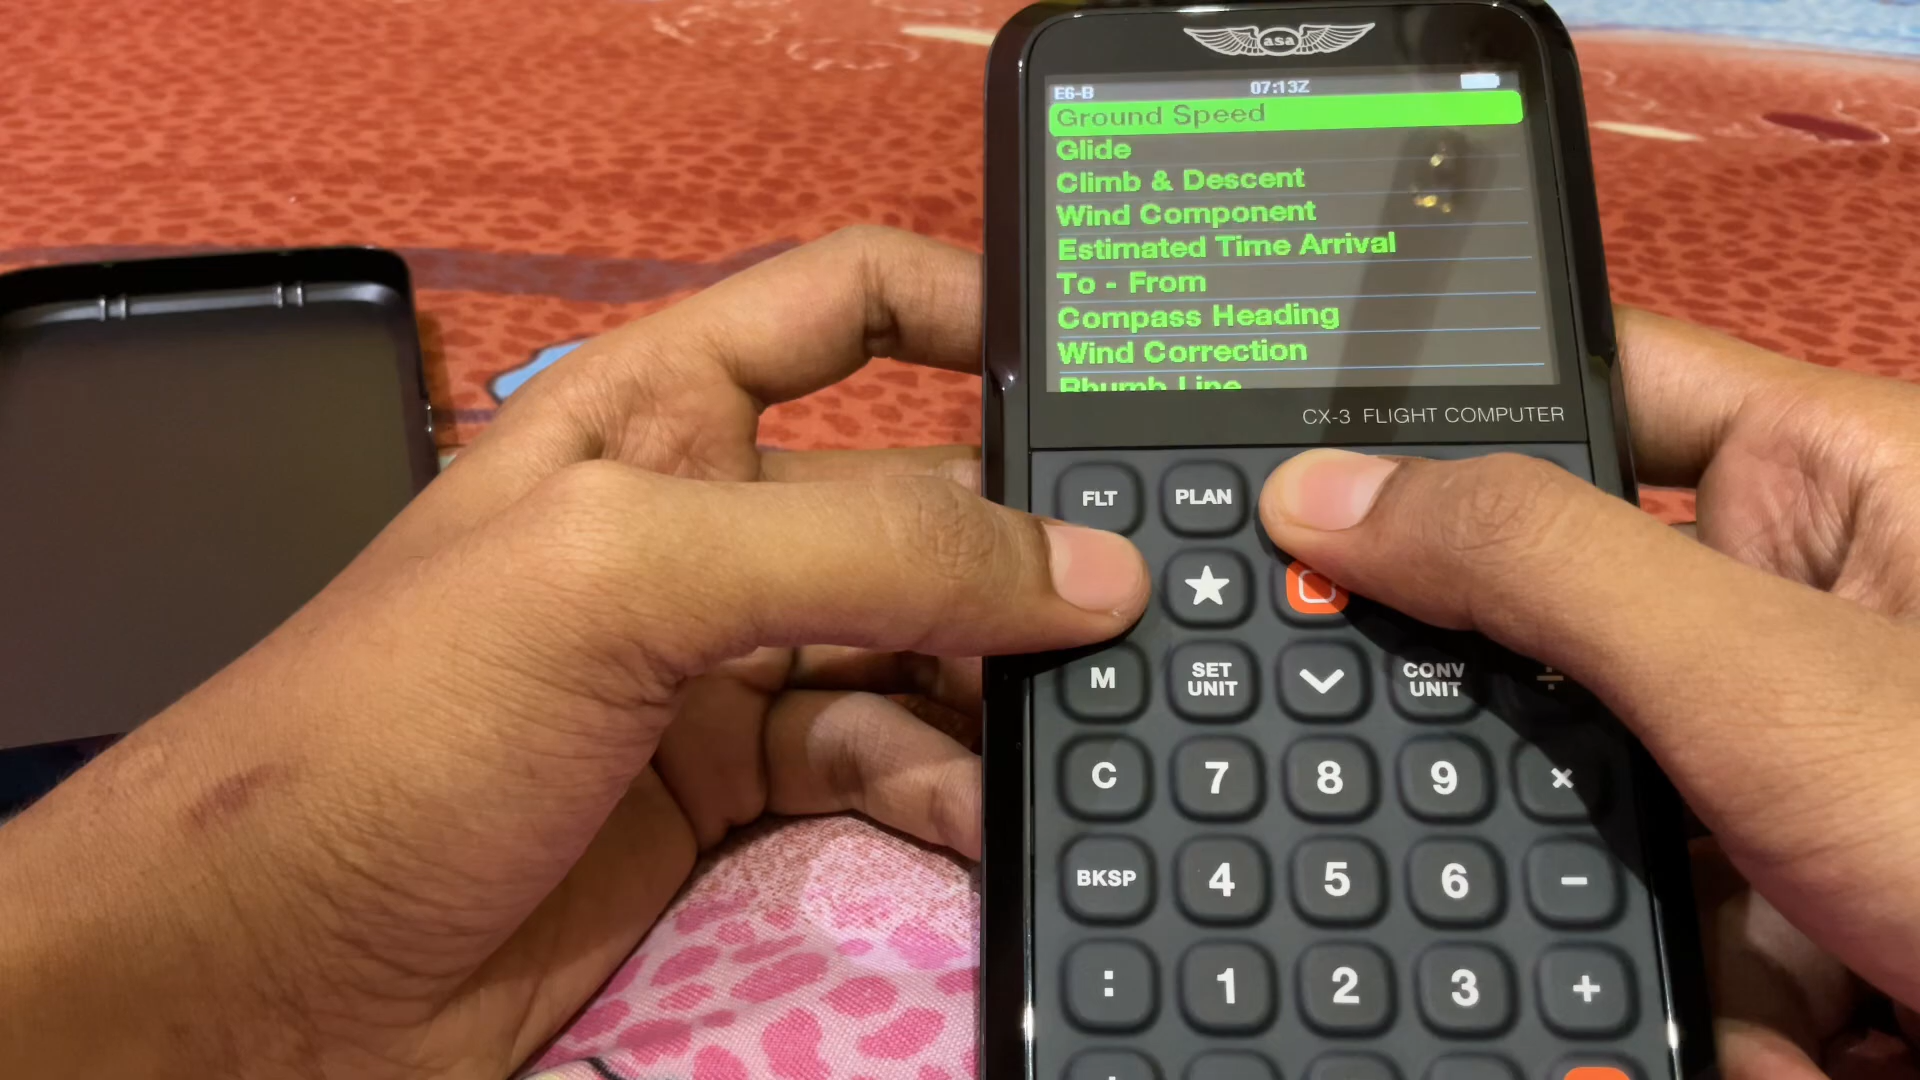 asa
E6-B 07:13Z
Ground Speed
Glide
Climb & Descent
Wind Component
Estimated Time Arrival
To - From
Compass Heading
Wind Correction
Rhumb Line
CX-3 FLIGHT COMPUTER
FLT PLAN
M SET UNIT CONV UNIT ÷
C 7 8 9 ×
BKSP 4 5 6 −
: 1 2 3 +